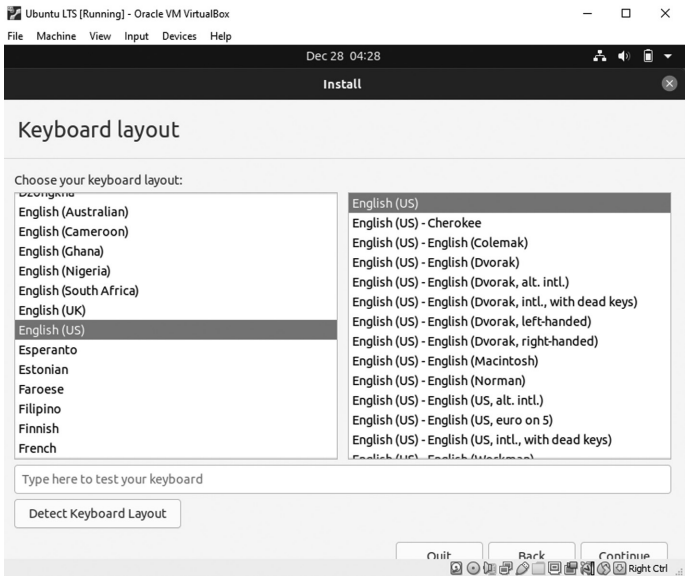 Ubuntu LTS [Running] - Oracle VM VirtualBox
File Machine View Input Devices Help
Dec 28 04:28
Install
Keyboard layout
Choose your keyboard layout:
Dzongkha
English (Australian)
English (Cameroon)
English (Ghana)
English (Nigeria)
English (South Africa)
English (UK)
English (US)
Esperanto
Estonian
Faroese
Filipino
Finnish
French
English (US)
English (US) - Cherokee
English (US) - English (Colemak)
English (US) - English (Dvorak)
English (US) - English (Dvorak, alt. intl.)
English (US) - English (Dvorak, intl., with dead keys)
English (US) - English (Dvorak, left-handed)
English (US) - English (Dvorak, right-handed)
English (US) - English (Macintosh)
English (US) - English (Norman)
English (US) - English (US, alt. intl.)
English (US) - English (US, euro on 5)
English (US) - English (US, intl., with dead keys)
English (US) - English (Workman)
Type here to test your keyboard
Detect Keyboard Layout
Quit Back Continue
Right Ctrl